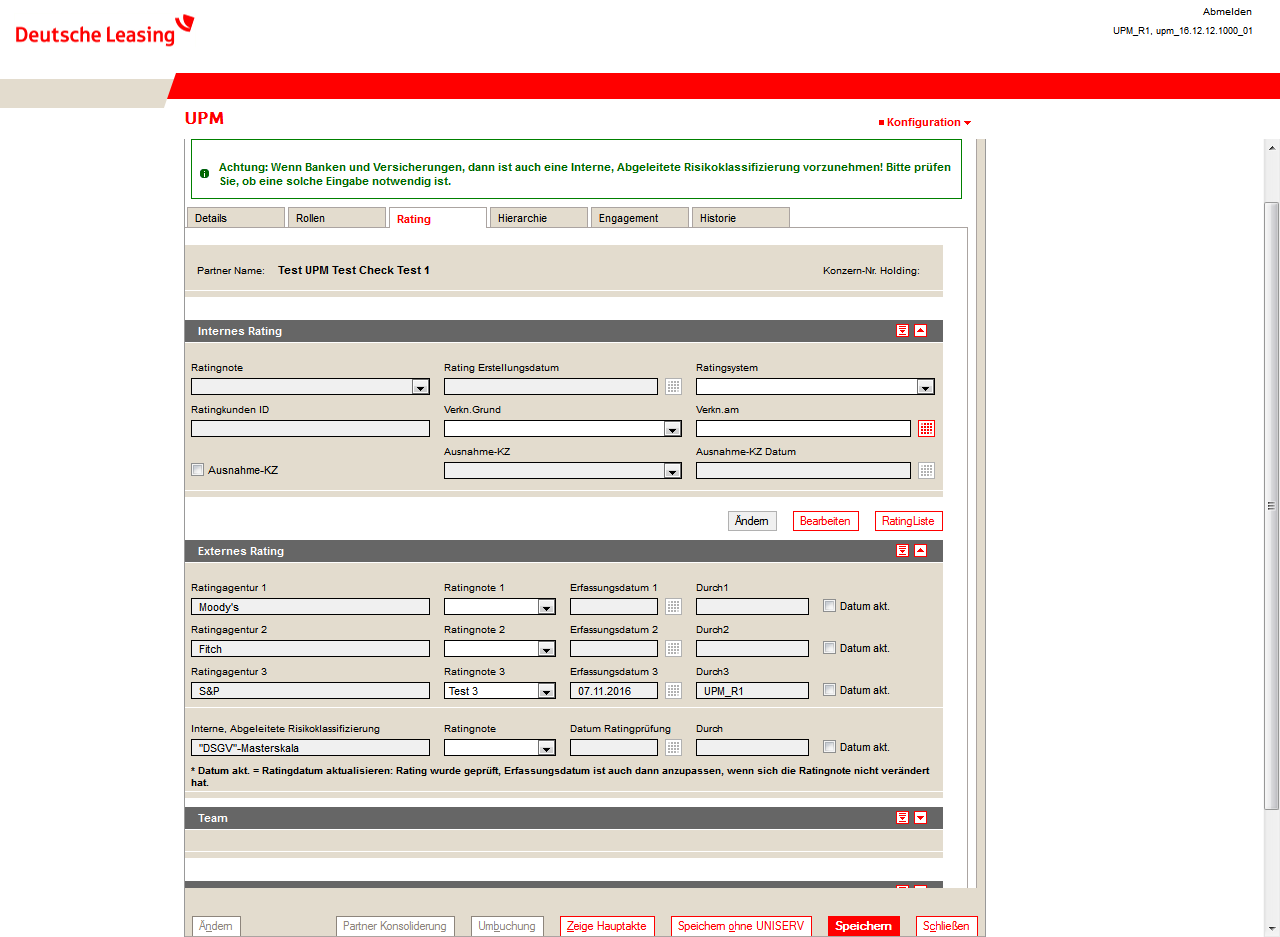 Deutsche Leasing
Abmelden
UPM_R1, upm_16.12.12.1000_01
UPM
Konfiguration
Achtung: Wenn Banken und Versicherungen, dann ist auch eine Interne, Abgeleitete Risikoklassifizierung vorzunehmen! Bitte prüfen
Sie, ob eine solche Eingabe notwendig ist.
Details Rollen Rating Hierarchie Engagement Historie
Partner Name: Test UPM Test Check Test 1 Konzern-Nr. Holding:
Internes Rating
Ratingnote Rating Erstellungsdatum Ratingsystem
Ratingkunden ID Verkn.Grund Verkn.am
Ausnahme-KZ Ausnahme-KZ Datum
Ausnahme-KZ
Ändern Bearbeiten RatingListe
Externes Rating
Ratingagentur 1 Ratingnote 1 Erfassungsdatum 1 Durch1
Moody's Datum akt.
Ratingagentur 2 Ratingnote 2 Erfassungsdatum 2 Durch2
Fitch Datum akt.
Ratingagentur 3 Ratingnote 3 Erfassungsdatum 3 Durch3
S&P Test 3 07.11.2016 UPM_R1 Datum akt.
Interne, Abgeleitete Risikoklassifizierung Ratingnote Datum Ratingprüfung Durch
"DSGV"-Masterskala Datum akt.
* Datum akt. = Ratingdatum aktualisieren: Rating wurde geprüft, Erfassungsdatum ist auch dann anzupassen, wenn sich die Ratingnote nicht verändert
hat.
Team
Ändern Partner Konsolidierung Umbuchung Zeige Hauptakte Speichern ohne UNISERV Speichern Schließen